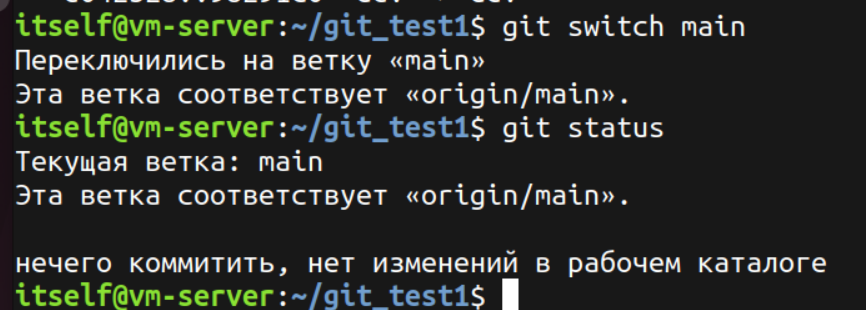 itself@vm-server:~/git_test1$ git switch main
Переключились на ветку «main»
Эта ветка соответствует «origin/main».
itself@vm-server:~/git_test1$ git status
Текущая ветка: main
Эта ветка соответствует «origin/main».
нечего коммитить, нет изменений в рабочем каталоге
itself@vm-server:~/git_test1$